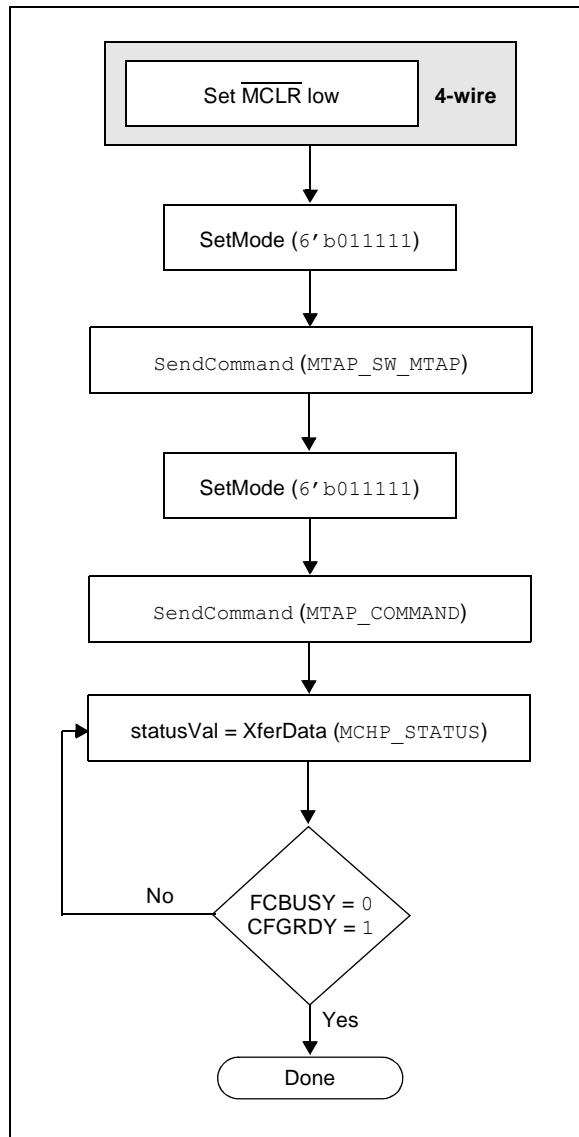 Set MCLR low
4-wire
SetMode (6'b011111)
SendCommand (MTAP_SW_MTAP)
SetMode (6'b011111)
SendCommand (MTAP_COMMAND)
statusVal = XferData (MCHP_STATUS)
FCBUSY = 0
CFGRDY = 1
No
Yes
Done